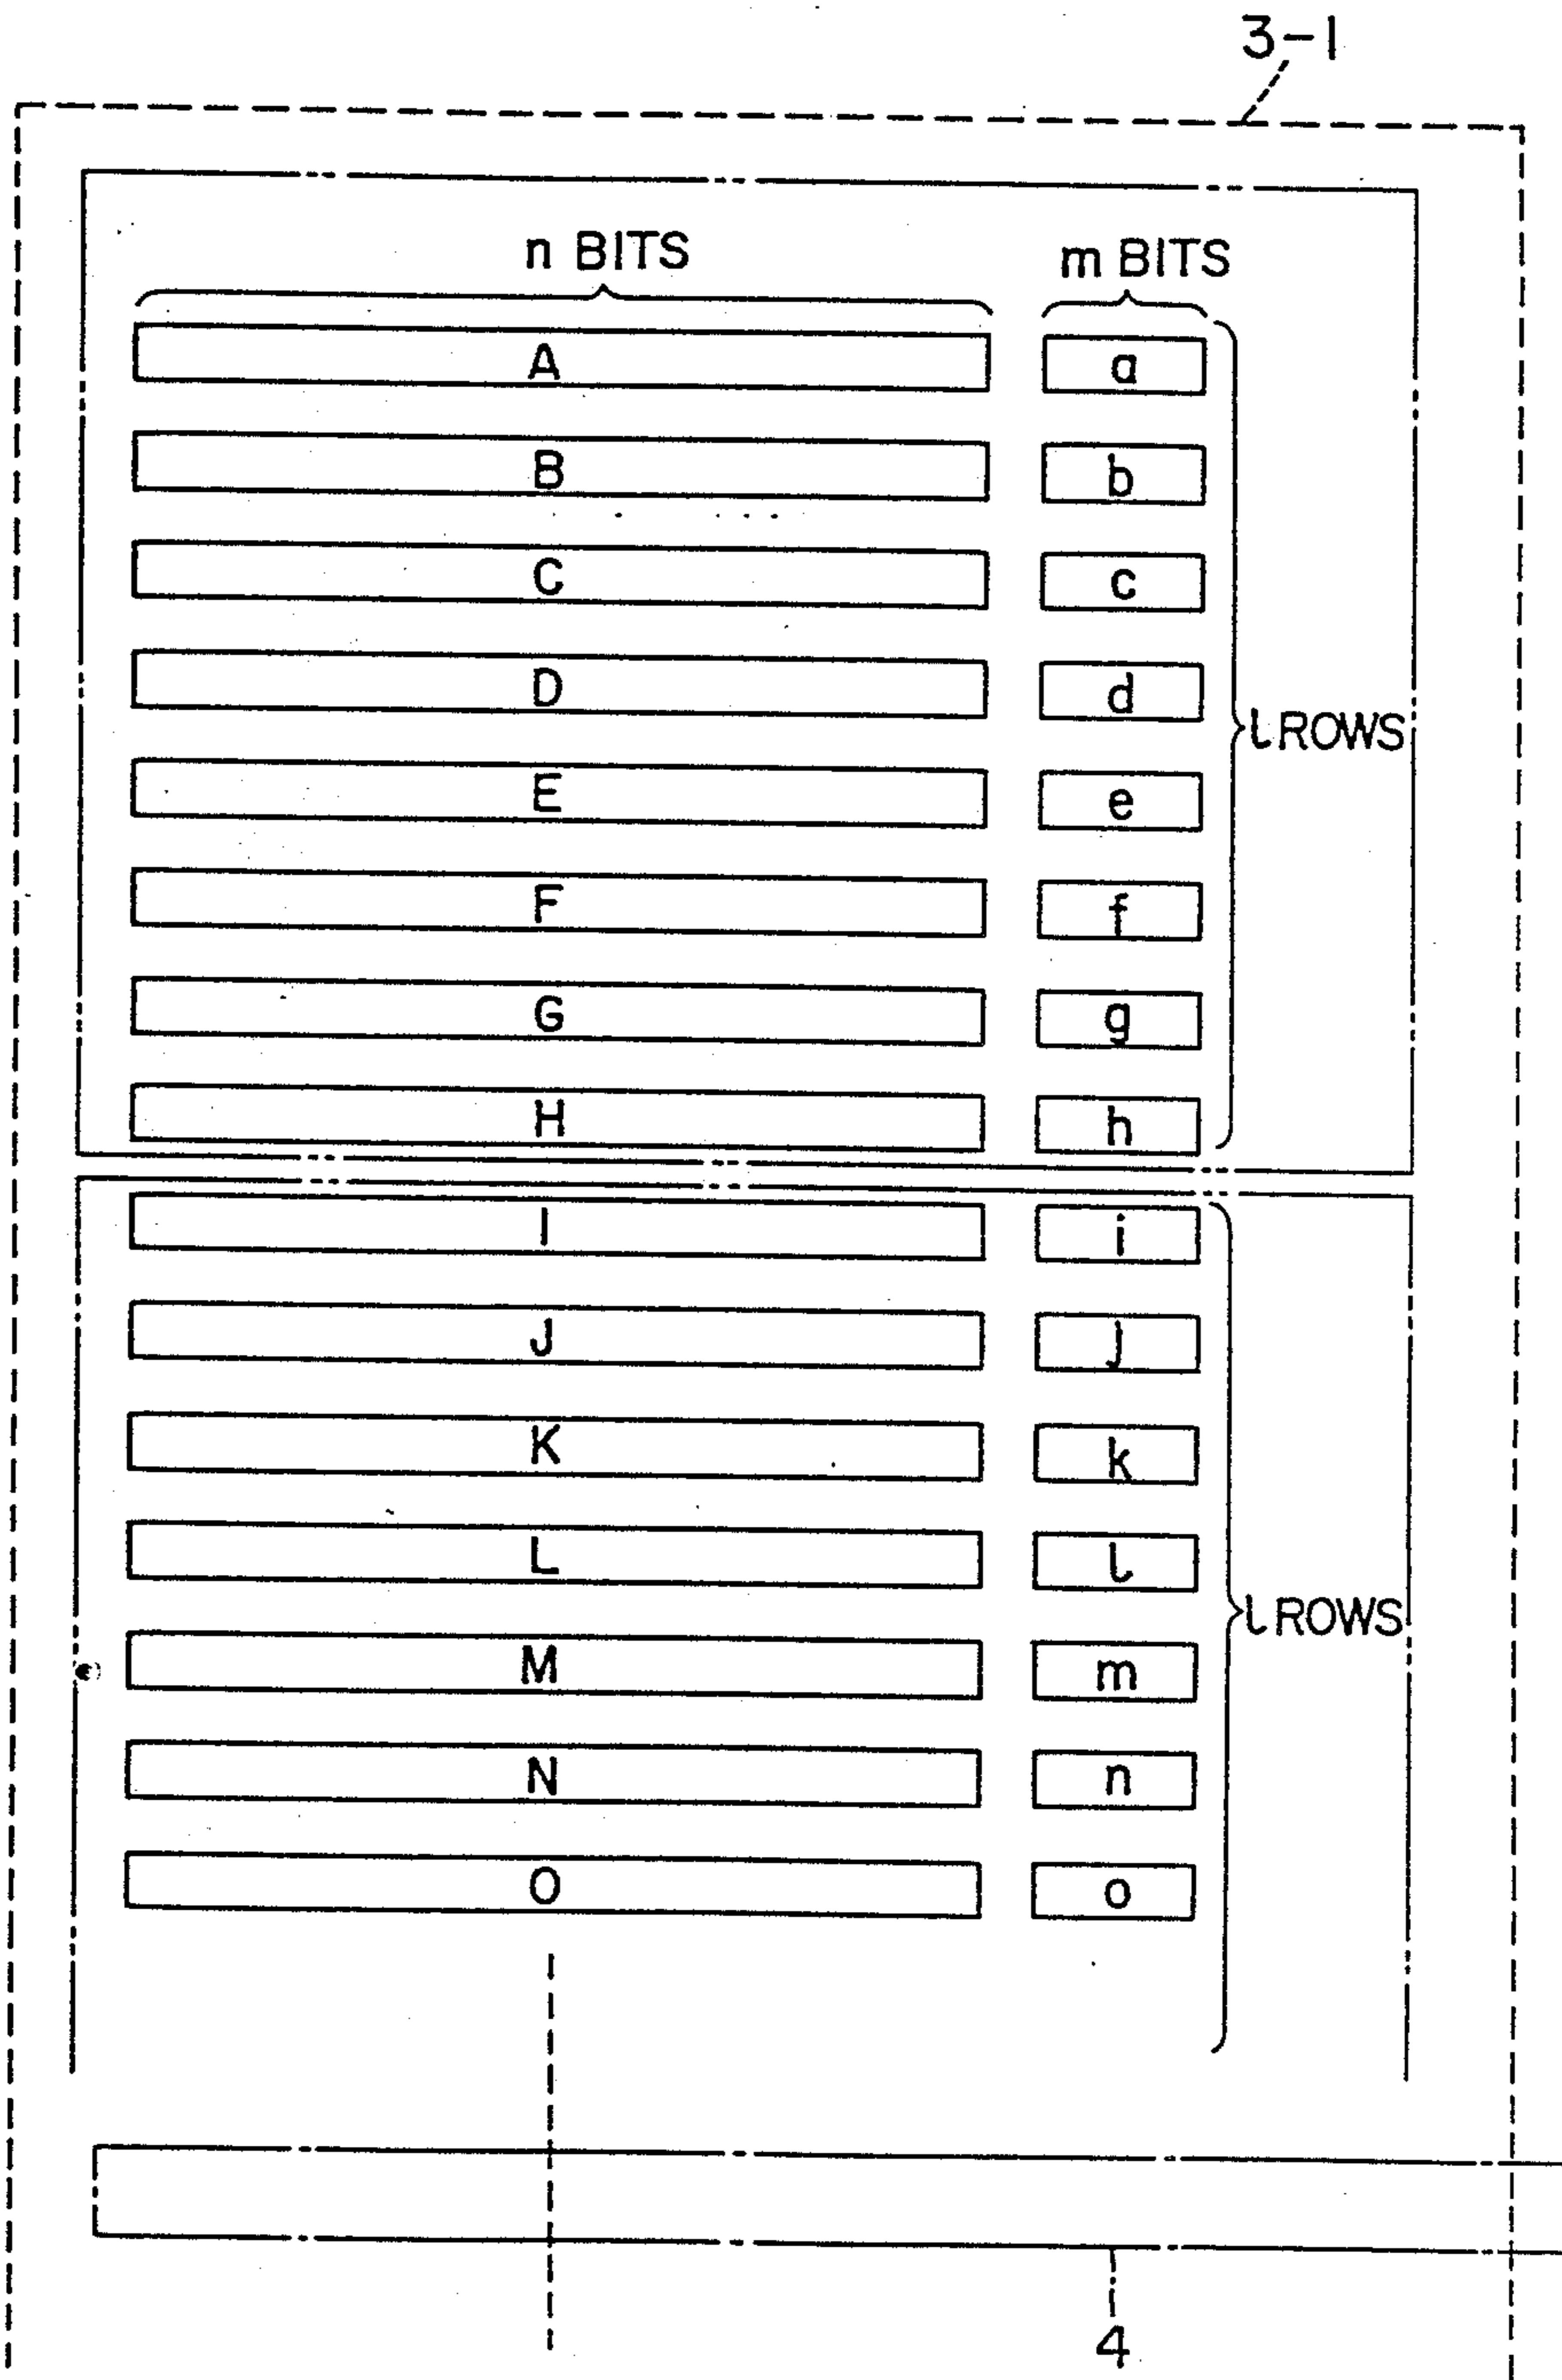 3-1
n BITS m BITS
A a
B b
C c
D d
l ROWS
E e
F f
G g
H h
I i
J j
K k
L l
l ROWS
M m
N n
O o
4